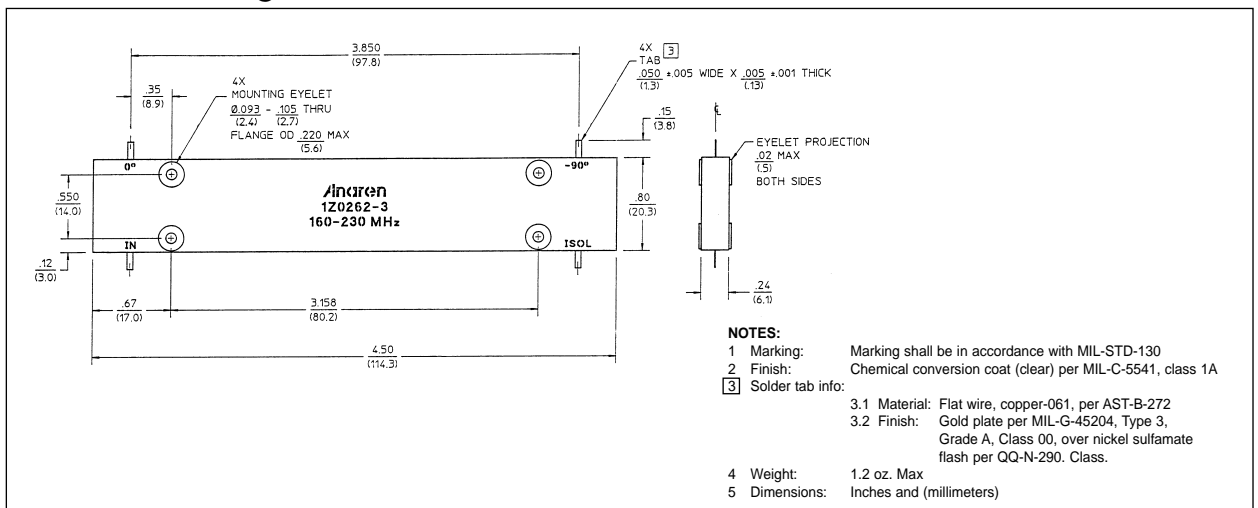 3.850
(97.8)
.35
(8.9)
4X
MOUNTING EYELET
Ø.093 - .105 THRU
(2.4) (2.7)
FLANGE OD .220 MAX
(5.6)
4X 3
TAB
.050 ±.005 WIDE X .005 ±.001 THICK
(1.3) (.13)
.15
(3.8)
EYELET PROJECTION
.02 MAX
(.5)
BOTH SIDES
0°
-90°
.550
(14.0)
Anaren
1Z0262-3
160-230 MHz
.80
(20.3)
IN
ISOL
.12
(3.0)
.67
(17.0)
3.158
(80.2)
.24
(6.1)
4.50
(114.3)
NOTES:
1 Marking: Marking shall be in accordance with MIL-STD-130
2 Finish: Chemical conversion coat (clear) per MIL-C-5541, class 1A
3 Solder tab info:
3.1 Material: Flat wire, copper-061, per AST-B-272
3.2 Finish: Gold plate per MIL-G-45204, Type 3,
Grade A, Class 00, over nickel sulfamate
flash per QQ-N-290. Class.
4 Weight: 1.2 oz. Max
5 Dimensions: Inches and (millimeters)